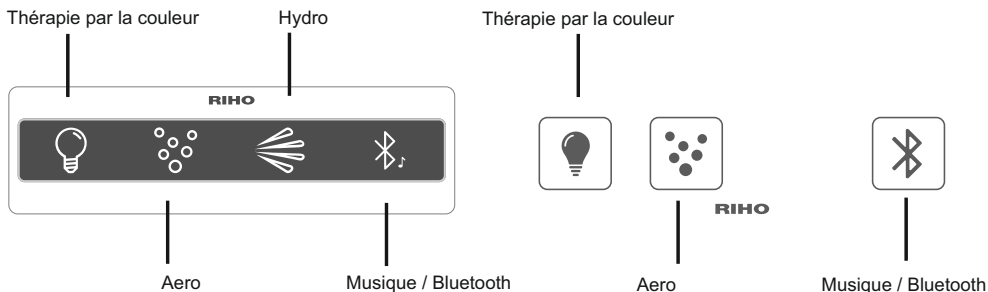 Thérapie par la couleur
Hydro
Thérapie par la couleur
RIHO
RIHO
Aero
Musique / Bluetooth
Aero
Musique / Bluetooth